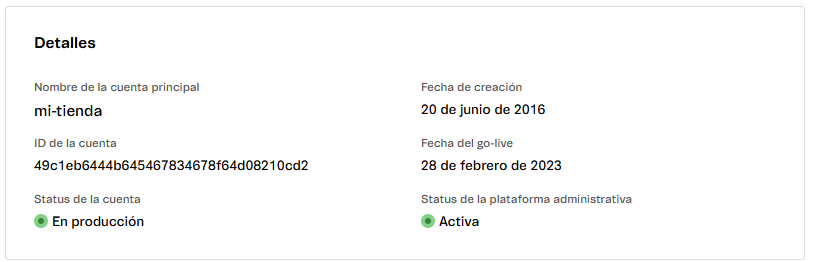 Detalles
Nombre de la cuenta principal
mi-tienda
Fecha de creación
20 de junio de 2016
ID de la cuenta
49c1eb6444b645467834678f64d08210cd2
Fecha del go-live
28 de febrero de 2023
Status de la cuenta
En producción
Status de la plataforma administrativa
Activa